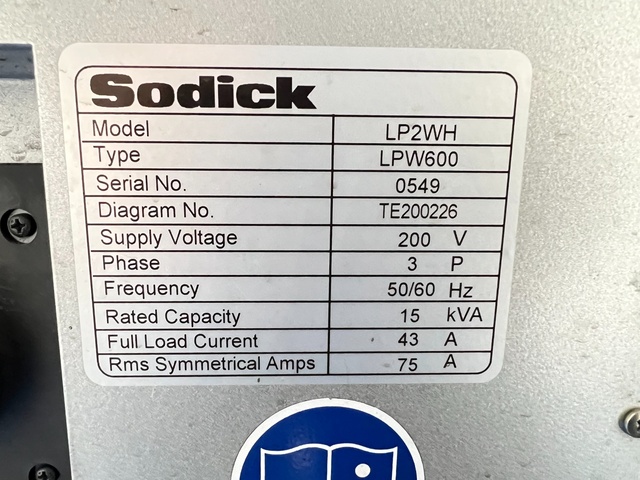 Sodick
Model LP2WH
Type LPW600
Serial No. 0549
Diagram No. TE200226
Supply Voltage 200 V
Phase 3 P
Frequency 50/60 Hz
Rated Capacity 15 kVA
Full Load Current 43 A
Rms Symmetrical Amps 75 A